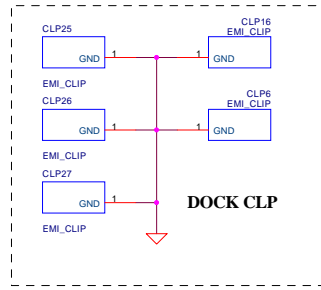 CLP25
GND 1
EMI_CLIP
CLP16
EMI_CLIP
1 GND
CLP26
GND 1
EMI_CLIP
CLP6
EMI_CLIP
1 GND
CLP27
GND 1
EMI_CLIP
DOCK CLP